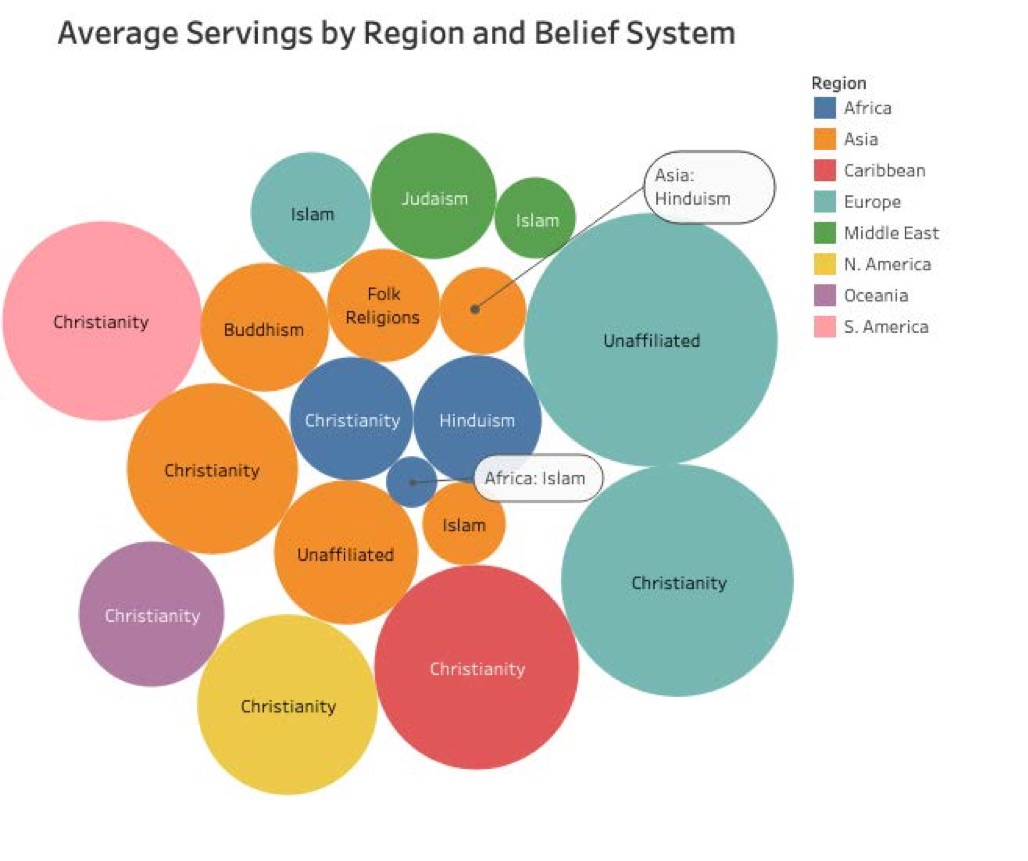 Average Servings by Region and Belief System
Region
Africa
Asia
Caribbean
Europe
Middle East
N. America
Oceania
S. America
Asia:
Hinduism
Judaism
Islam
Islam
Folk
Religions
Christianity
Buddhism
Unaffiliated
Christianity
Hinduism
Christianity
Africa: Islam
Islam
Unaffiliated
Christianity
Christianity
Christianity
Christianity